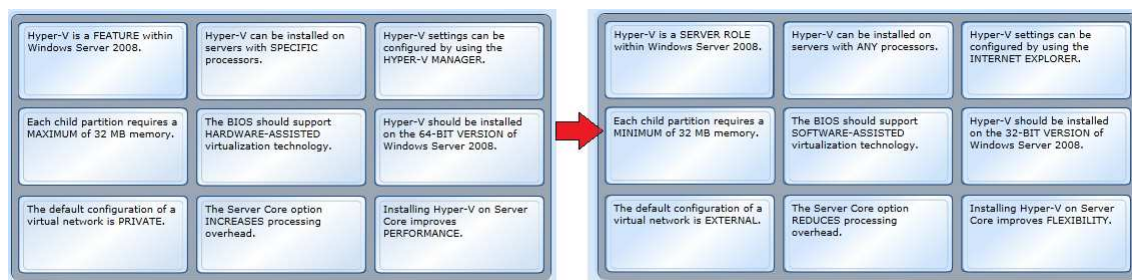 Hyper-V is a FEATURE within
Windows Server 2008.
Hyper-V can be installed on
servers with SPECIFIC
processors.
Hyper-V settings can be
configured by using the
HYPER-V MANAGER.
Each child partition requires a
MAXIMUM of 32 MB memory.
The BIOS should support
HARDWARE-ASSISTED
virtualization technology.
Hyper-V should be installed
on the 64-BIT VERSION of
Windows Server 2008.
The default configuration of a
virtual network is PRIVATE.
The Server Core option
INCREASES processing
overhead.
Installing Hyper-V on Server
Core improves
PERFORMANCE.
Hyper-V is a SERVER ROLE
within Windows Server 2008.
Hyper-V can be installed on
servers with ANY processors.
Hyper-V settings can be
configured by using the
INTERNET EXPLORER.
Each child partition requires a
MINIMUM of 32 MB memory.
The BIOS should support
SOFTWARE-ASSISTED
virtualization technology.
Hyper-V should be installed
on the 32-BIT VERSION of
Windows Server 2008.
The default configuration of a
virtual network is EXTERNAL.
The Server Core option
REDUCES processing
overhead.
Installing Hyper-V on Server
Core improves FLEXIBILITY.